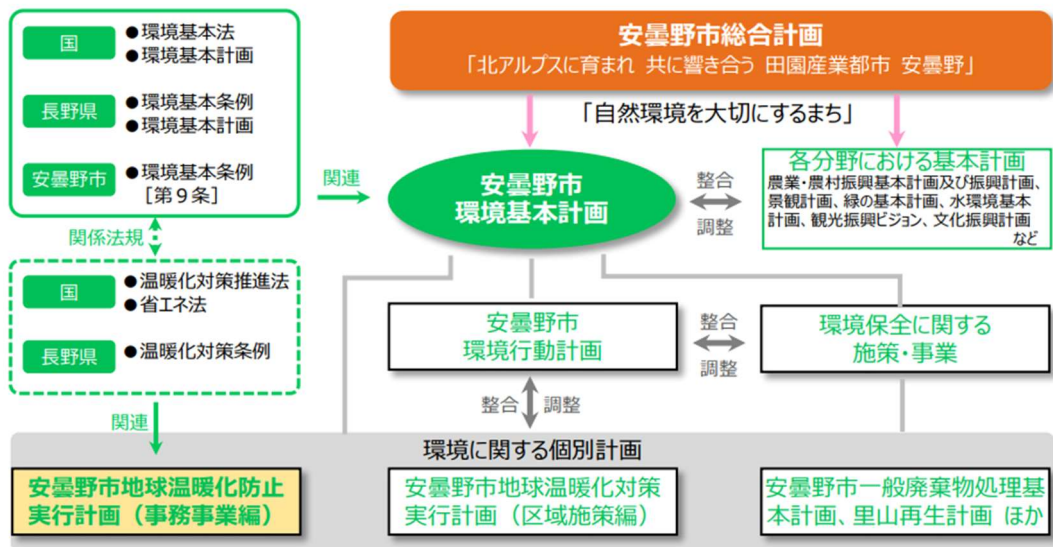 国
●環境基本法
●環境基本計画
長野県
●環境基本条例
●環境基本計画
安曇野市
●環境基本条例
[第9条]
関係法規
国
●温暖化対策推進法
●省エネ法
長野県
●温暖化対策条例
関連
関連
安曇野市総合計画
「北アルプスに育まれ 共に響き合う 田園産業都市 安曇野」
「自然環境を大切にするまち」
安曇野市
環境基本計画
整合
調整
各分野における基本計画
農業・農村振興基本計画及び振興計画、
景観計画、緑の基本計画、水環境基本
計画、観光振興ビジョン、文化振興計画
など
安曇野市
環境行動計画
整合
調整
環境保全に関する
施策・事業
整合 調整
環境に関する個別計画
安曇野市地球温暖化防止
実行計画（事務事業編）
安曇野市地球温暖化対策
実行計画（区域施策編）
安曇野市一般廃棄物処理基
本計画、里山再生計画 ほか